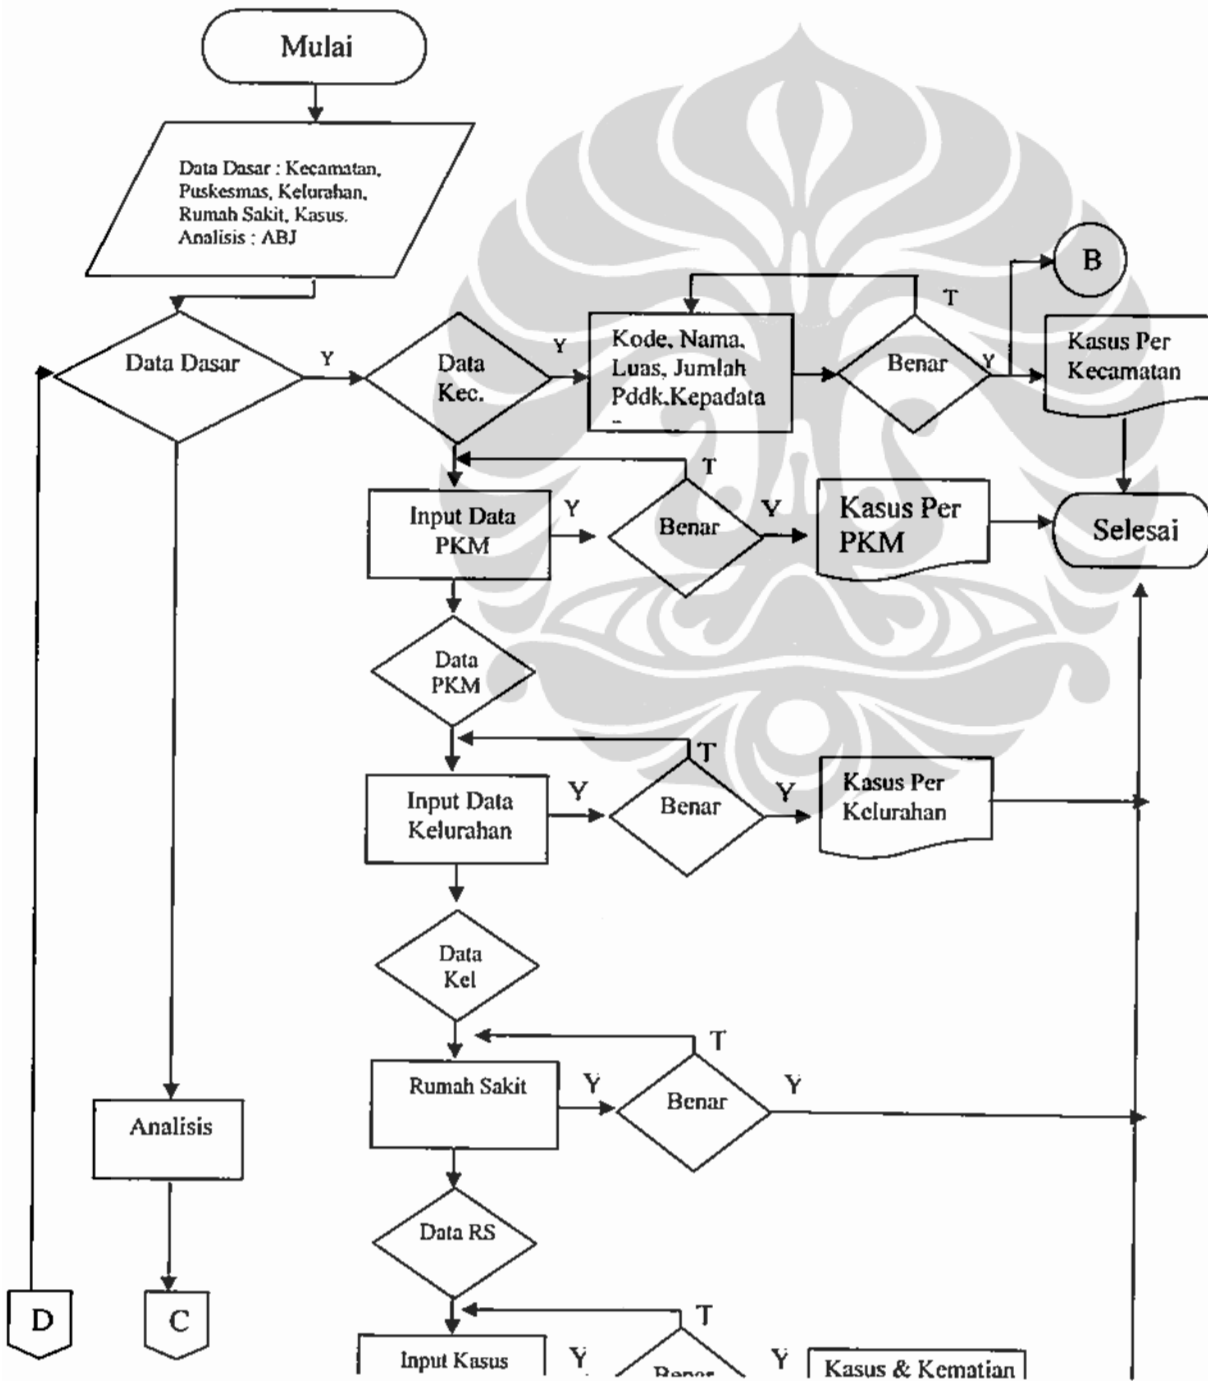 Mulai
Data Dasar : Kecamatan,
Puskesmas, Kelurahan,
Rumah Sakit, Kasus.
Analisis : ABJ
B
T
Data Dasar
Y
Data
Kec.
Y
Kode, Nama,
Luas, Jumlah
Pddk.Kepadata
Benar
Y
Kasus Per
Kecamatan
T
Input Data
PKM
Y
Benar
Y
Kasus Per
PKM
Selesai
Data
PKM
T
Input Data
Kelurahan
Y
Benar
Y
Kasus Per
Kelurahan
Data
Kel
T
Rumah Sakit
Y
Benar
Y
Analisis
Data RS
D
C
T
Input Kasus
Y
Benar
Y
Kasus & Kematian